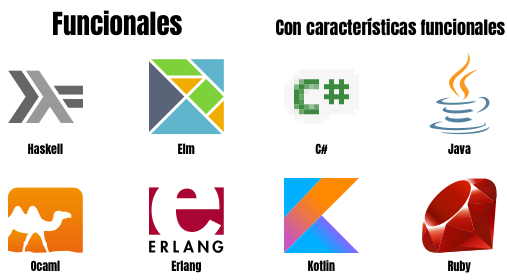 Funcionales
Con características funcionales
C#
Haskell
Elm
C#
Java
ERLANG
Ocaml
Erlang
Kotlin
Ruby